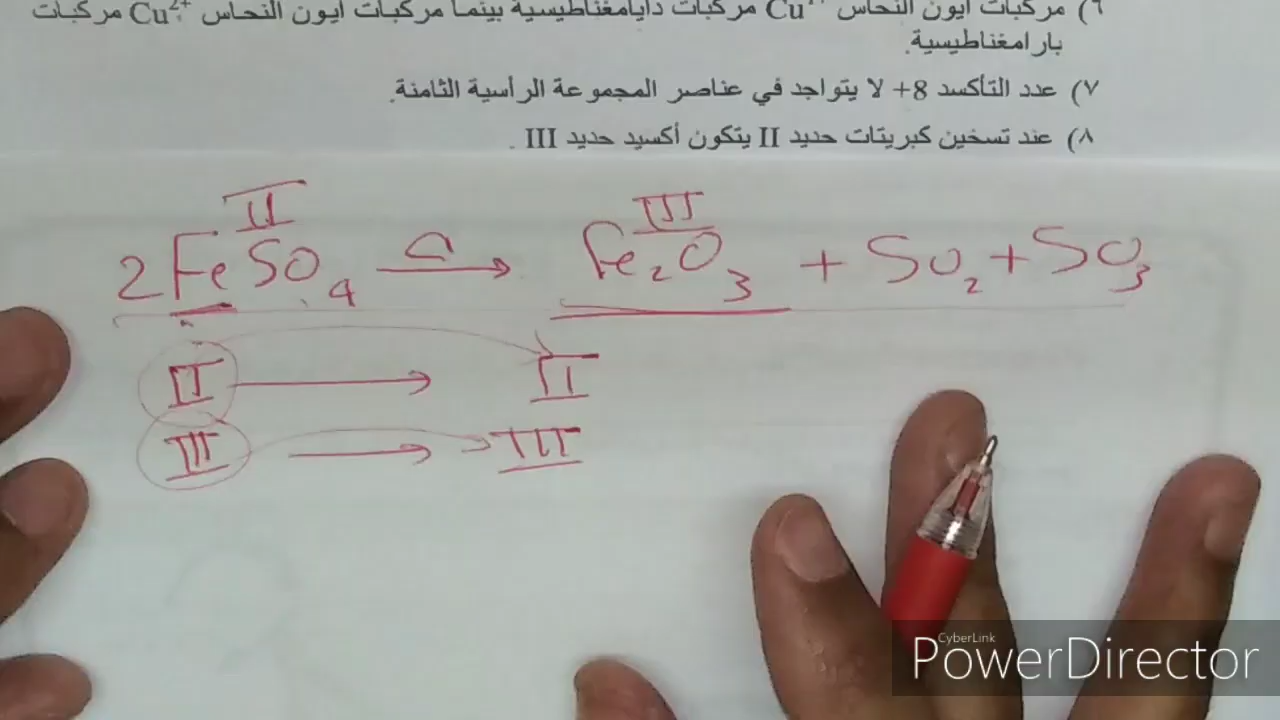 ٦) مركبات أيون النحاس Cu¹⁺ مركبات دايامغناطيسية بينما مركبات أيون النحاس Cu²⁺ مركبات
بارامغناطيسية.
٧) عدد التأكسد 8+ لا يتواجد في عناصر المجموعة الرأسية الثامنة.
٨) عند تسخين كبريتات حديد II يتكون أكسيد حديد III .
II III
2FeSO₄ Δ→ Fe₂O₃ + SO₂ + SO₃
II → II
III → III
CyberLink
PowerDirector